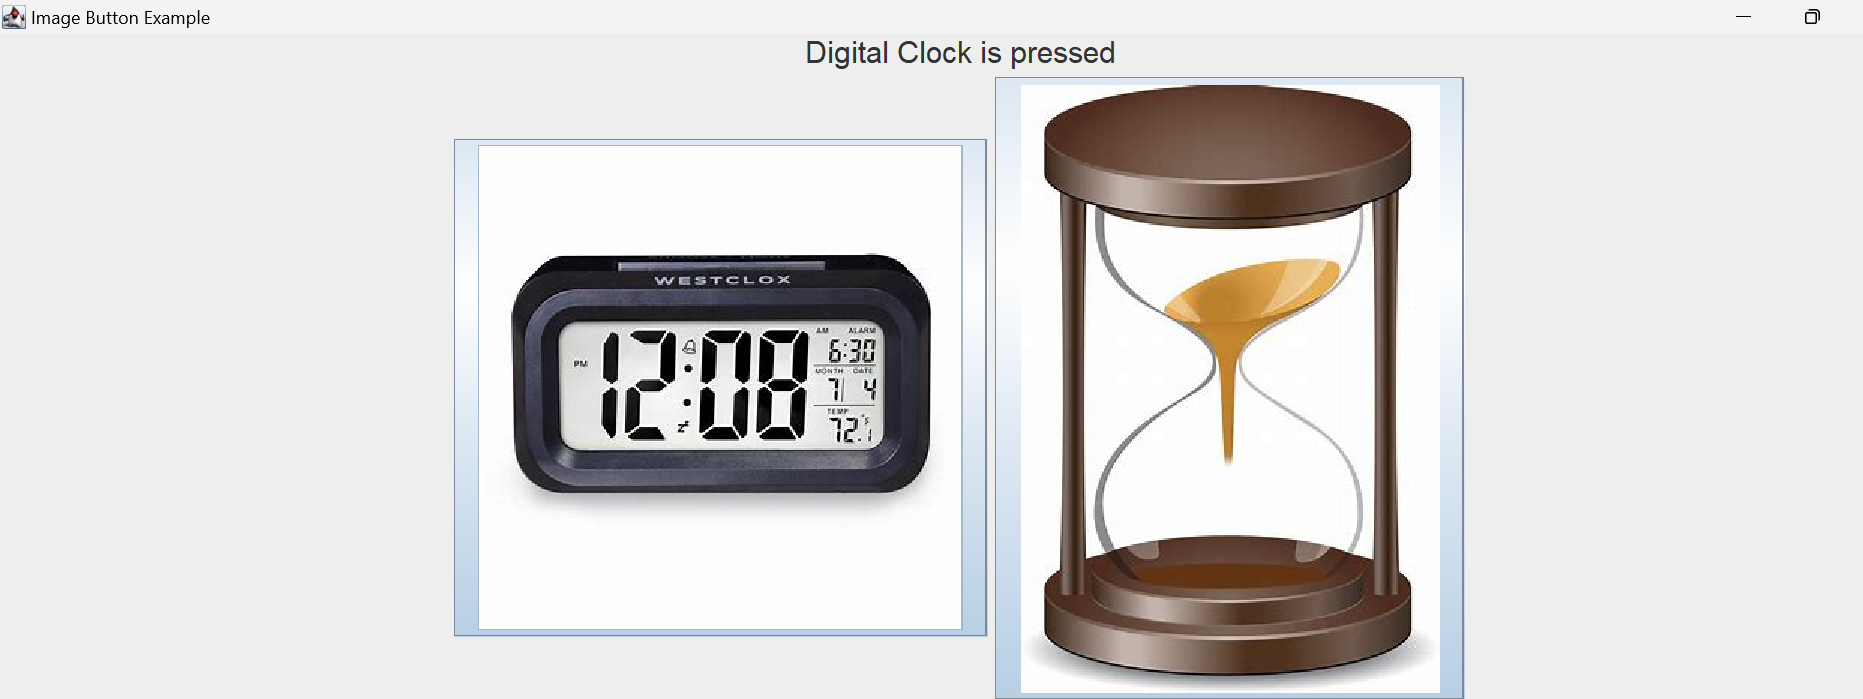 Image Button Example
Digital Clock is pressed
WESTCLOX
PM 12:08
AM ALARM
6:30
MONTH DATE
7 4
TEMP
72.1 °F
zz